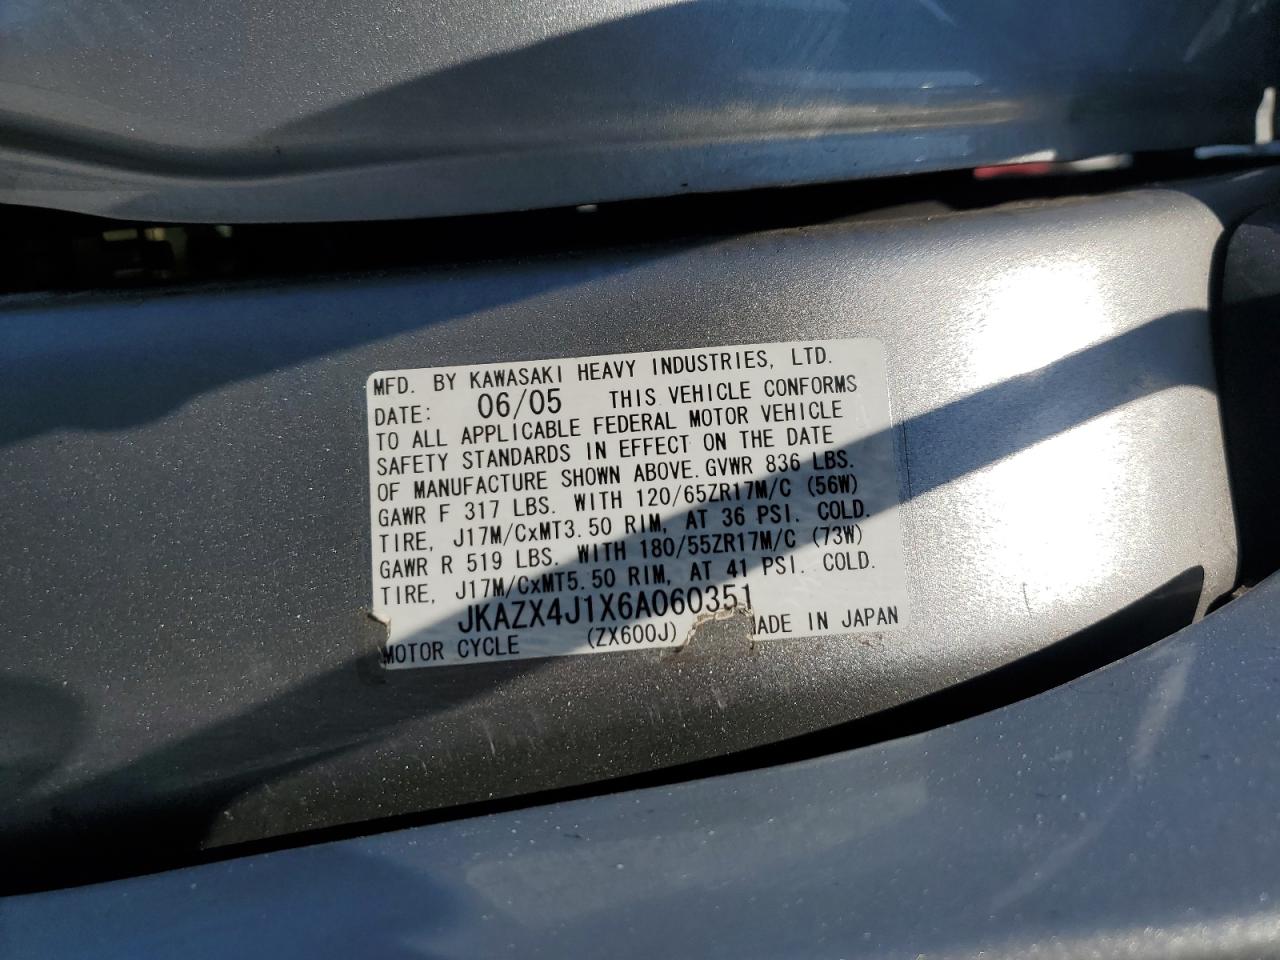 MFD. BY KAWASAKI HEAVY INDUSTRIES, LTD.
DATE: 06/05 THIS VEHICLE CONFORMS
TO ALL APPLICABLE FEDERAL MOTOR VEHICLE
SAFETY STANDARDS IN EFFECT ON THE DATE
OF MANUFACTURE SHOWN ABOVE. GVWR 836 LBS.
GAWR F 317 LBS. WITH 120/65ZR17M/C (56W)
TIRE, J17M/CxMT3.50 RIM, AT 36 PSI. COLD.
GAWR R 519 LBS. WITH 180/55ZR17M/C (73W)
TIRE, J17M/CxMT5.50 RIM, AT 41 PSI. COLD.
JKAZX4J1X6A060351
MOTOR CYCLE (ZX600J) MADE IN JAPAN